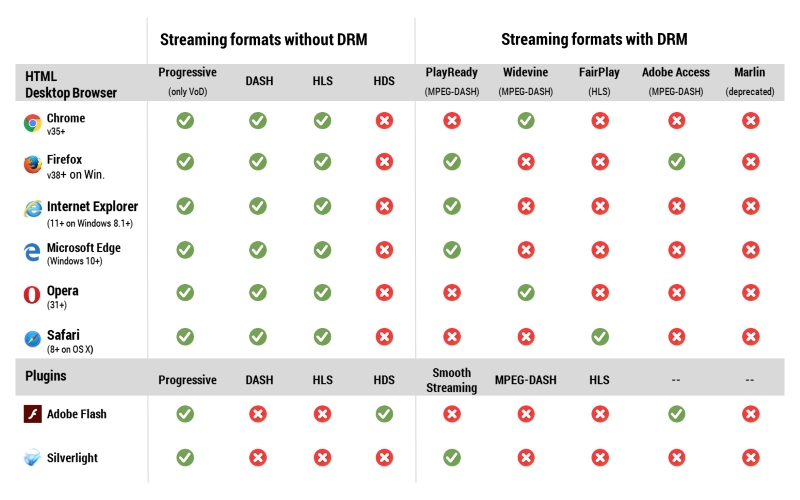 Streaming formats without DRM
Streaming formats with DRM
HTML
Desktop Browser
Progressive
(only VoD)
DASH
HLS
HDS
PlayReady
(MPEG-DASH)
Widevine
(MPEG-DASH)
FairPlay
(HLS)
Adobe Access
(MPEG-DASH)
Marlin
(deprecated)
Chrome
v35+
Firefox
v38+ on Win.
Internet Explorer
(11+ on Windows 8.1+)
Microsoft Edge
(Windows 10+)
Opera
(31+)
Safari
(8+ on OS X)
Plugins
Progressive
DASH
HLS
HDS
Smooth
Streaming
MPEG-DASH
HLS
--
--
Adobe Flash
Silverlight